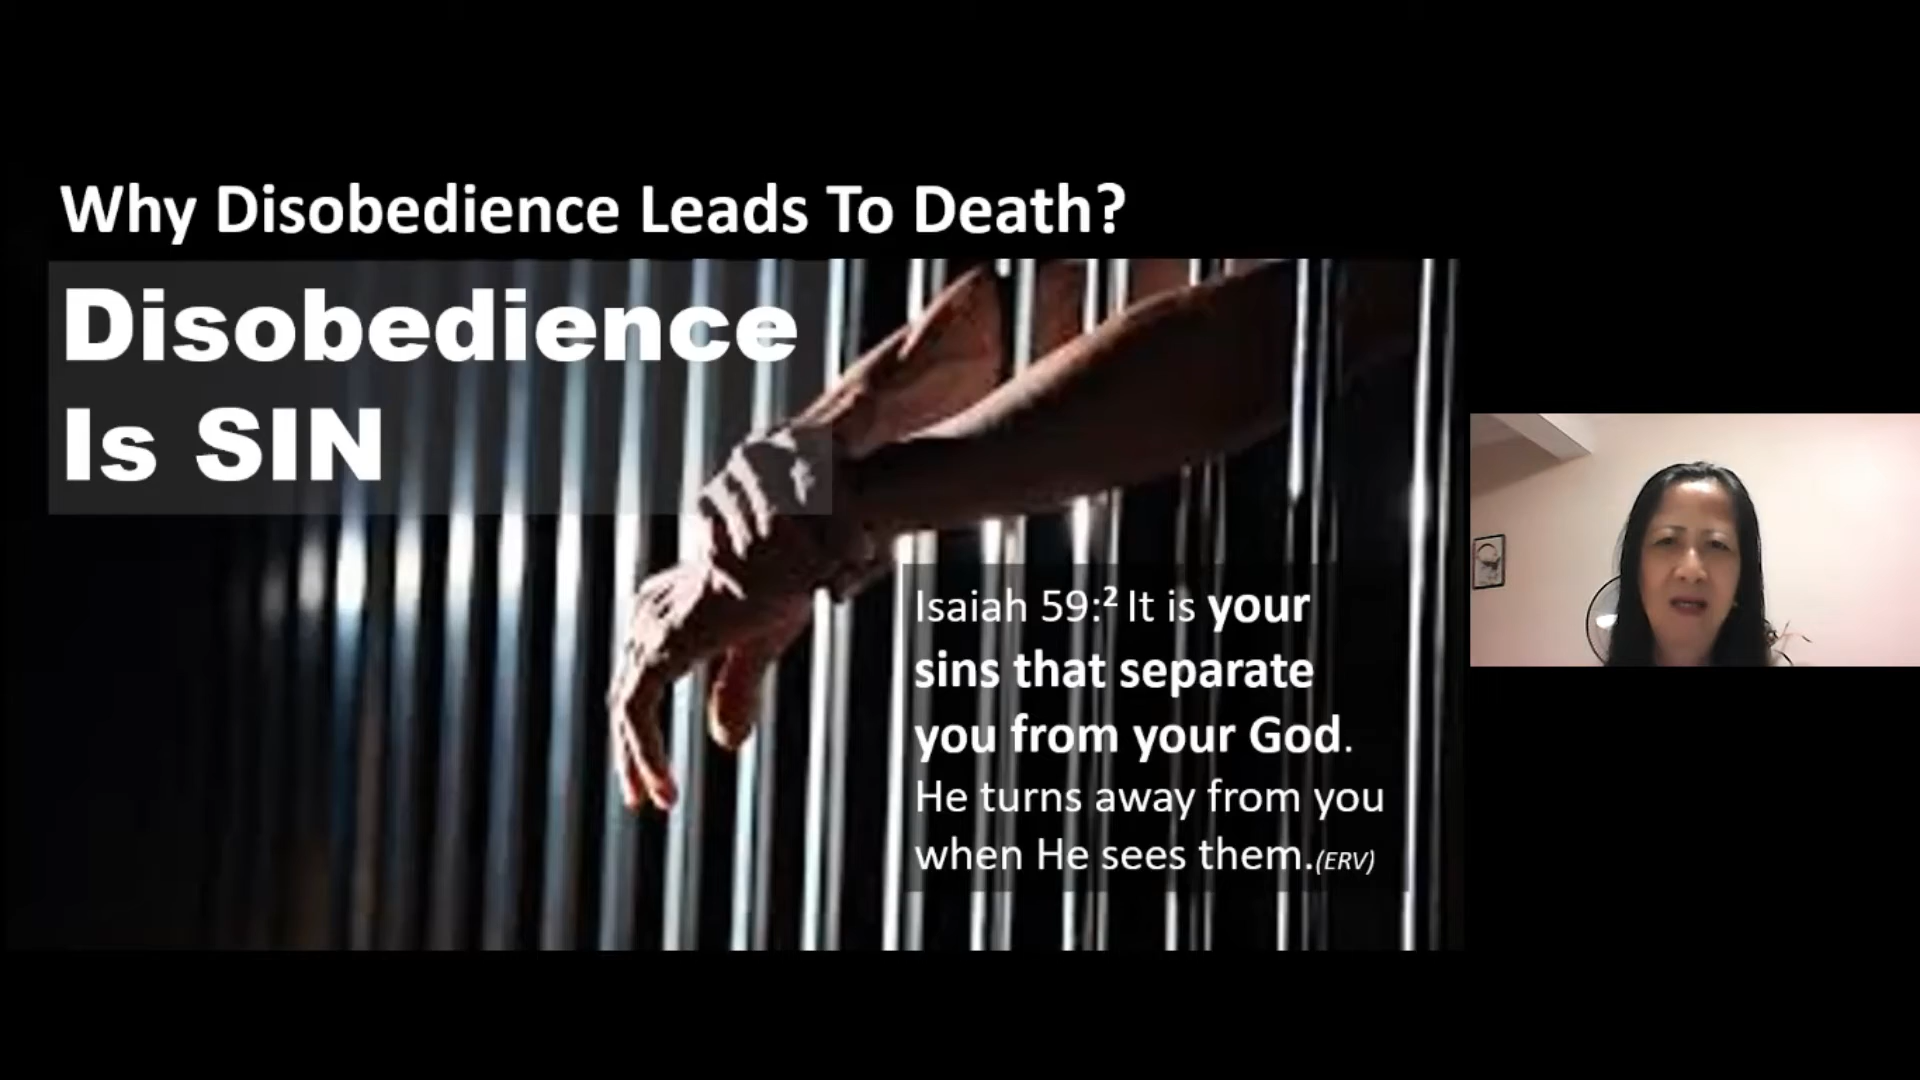 Why Disobedience Leads To Death?
Disobedience
Is SIN
Isaiah 59:² It is your
sins that separate
you from your God.
He turns away from you
when He sees them.(ERV)